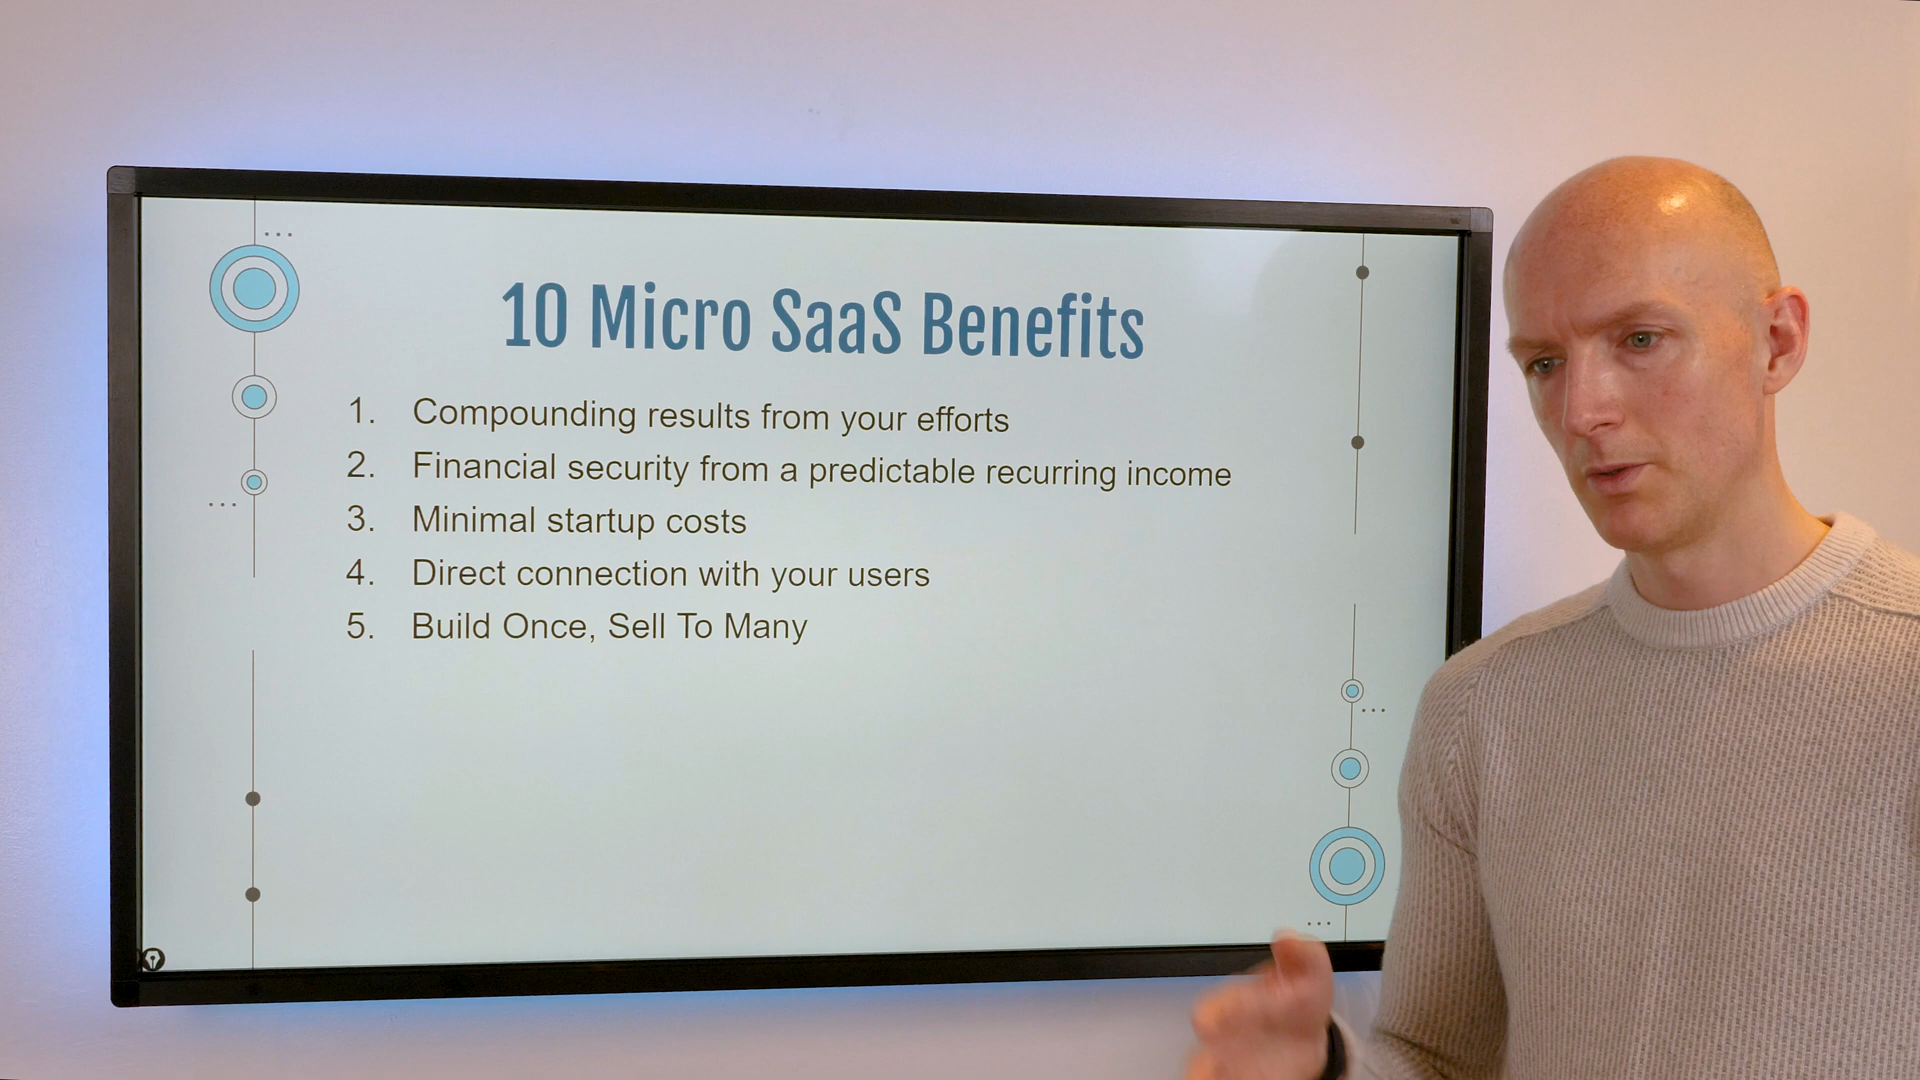 10 Micro SaaS Benefits
1. Compounding results from your efforts
2. Financial security from a predictable recurring income
3. Minimal startup costs
4. Direct connection with your users
5. Build Once, Sell To Many